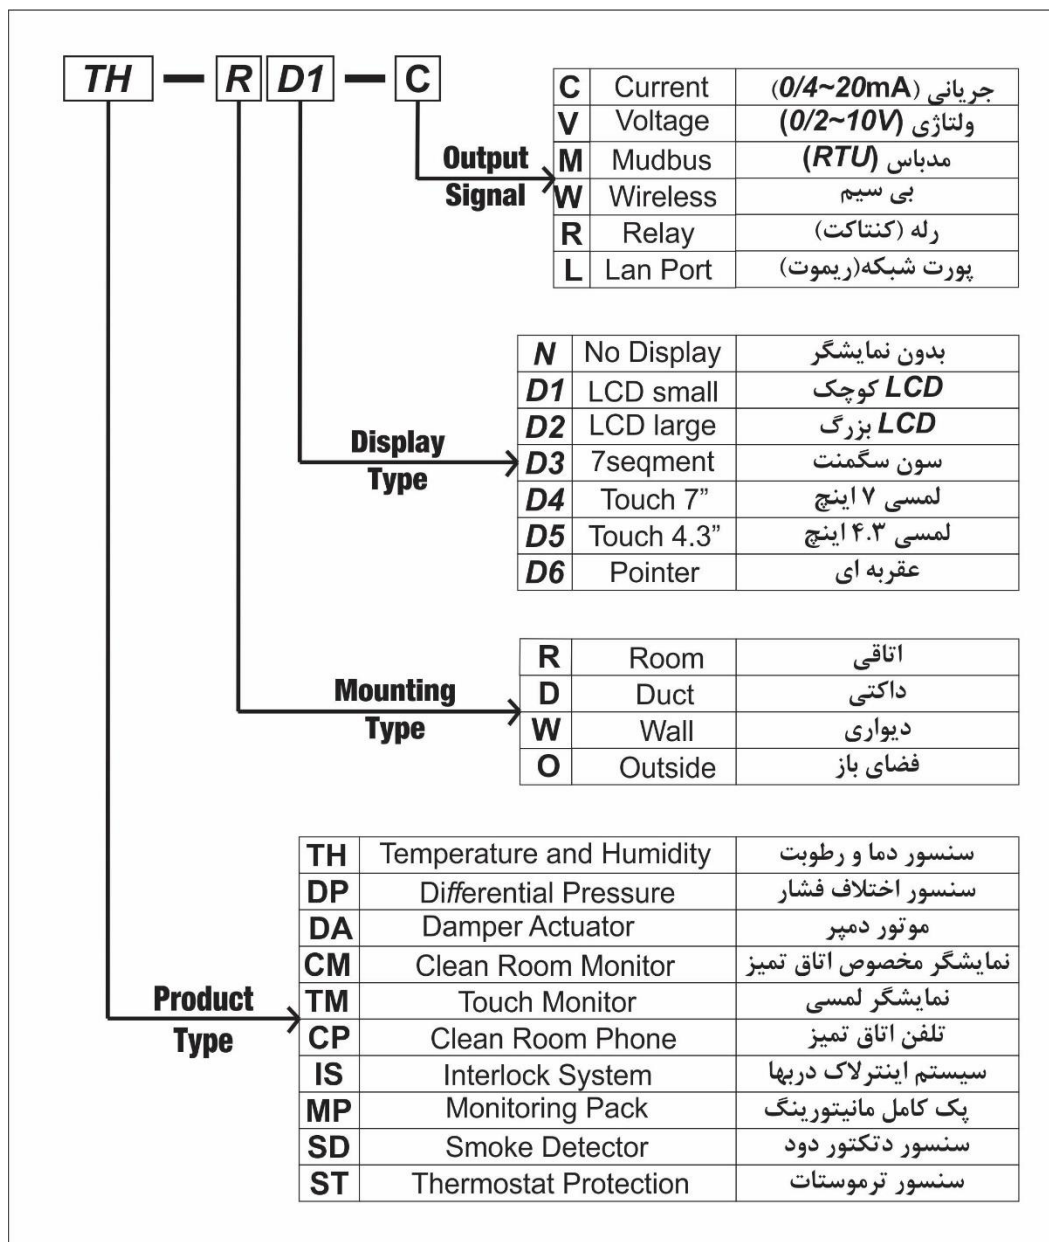 TH — R D1 — C
Output
Signal
C Current جریانی (0/4~20mA)
V Voltage ولتاژی (0/2~10V)
M Mudbus مدباس (RTU)
W Wireless بی سیم
R Relay رله (کنتاکت)
L Lan Port پورت شبکه(ریموت)
Display
Type
N No Display بدون نمایشگر
D1 LCD small LCD کوچک
D2 LCD large LCD بزرگ
D3 7seqment سون سگمنت
D4 Touch 7” لمسی ۷ اینچ
D5 Touch 4.3” لمسی ۴.۳ اینچ
D6 Pointer عقربه ای
Mounting
Type
R Room اتاقی
D Duct داکتی
W Wall دیواری
O Outside فضای باز
Product
Type
TH Temperature and Humidity سنسور دما و رطوبت
DP Differential Pressure سنسور اختلاف فشار
DA Damper Actuator موتور دمپر
CM Clean Room Monitor نمایشگر مخصوص اتاق تمیز
TM Touch Monitor نمایشگر لمسی
CP Clean Room Phone تلفن اتاق تمیز
IS Interlock System سیستم اینترلاک دربها
MP Monitoring Pack پک کامل مانیتورینگ
SD Smoke Detector سنسور دتکتور دود
ST Thermostat Protection سنسور ترموستات